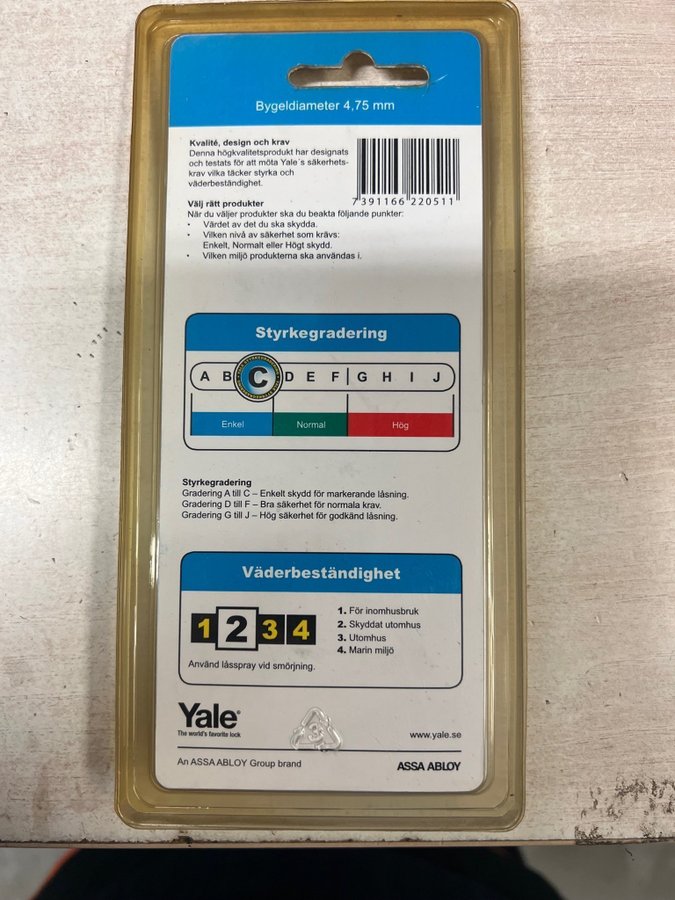 Bygeldiameter 4,75 mm
Kvalité, design och krav
Denna högkvalitetsprodukt har designats
och testats för att möta Yale`s säkerhets-
krav vilka täcker styrka och
väderbeständighet.
7 391166 220511
Välj rätt produkter
När du väljer produkter ska du beakta följande punkter:
• Värdet av det du ska skydda.
• Vilken nivå av säkerhet som krävs:
Enkelt, Normalt eller Högt skydd.
• Vilken miljö produkterna ska användas i.
Styrkegradering
A B C D E F G H I J
Enkel Normal Hög
Styrkegradering
Gradering A till C – Enkelt skydd för markerande låsning.
Gradering D till F – Bra säkerhet för normala krav.
Gradering G till J – Hög säkerhet för godkänd låsning.
Väderbeständighet
1 2 3 4
1. För inomhusbruk
2. Skyddat utomhus
3. Utomhus
4. Marin miljö
Använd låsspray vid smörjning.
Yale®
The world's favorite lock
3
www.yale.se
An ASSA ABLOY Group brand
ASSA ABLOY